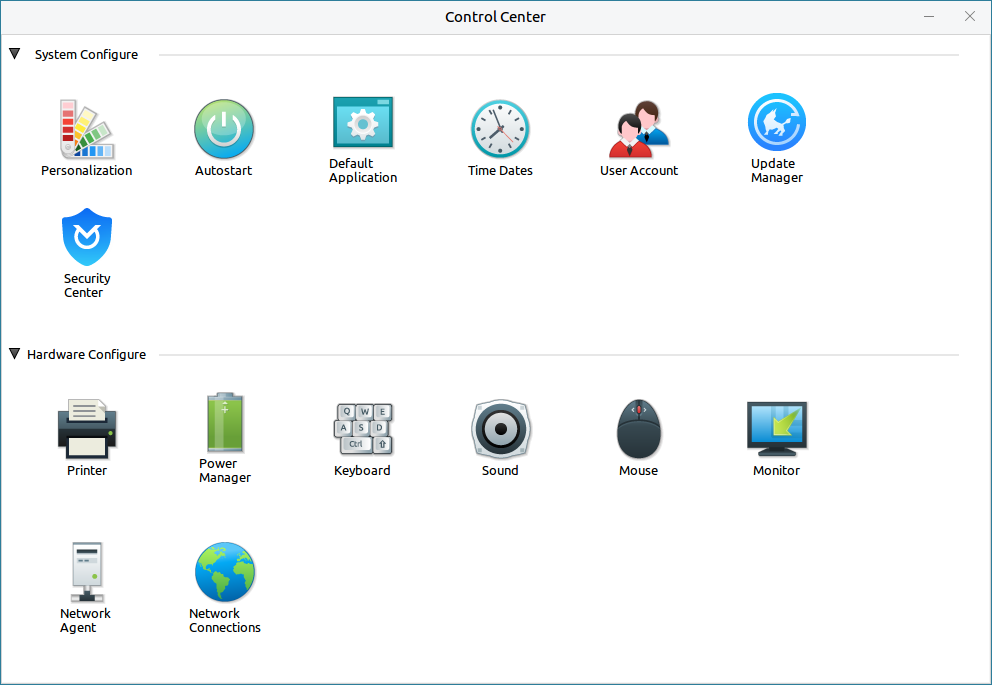 Control Center
System Configure
Personalization
Autostart
Default
Application
Time Dates
User Account
Update
Manager
Security
Center
Hardware Configure
Printer
Power
Manager
Q W E
A S D
Ctrl
Keyboard
Sound
Mouse
Monitor
Network
Agent
Network
Connections